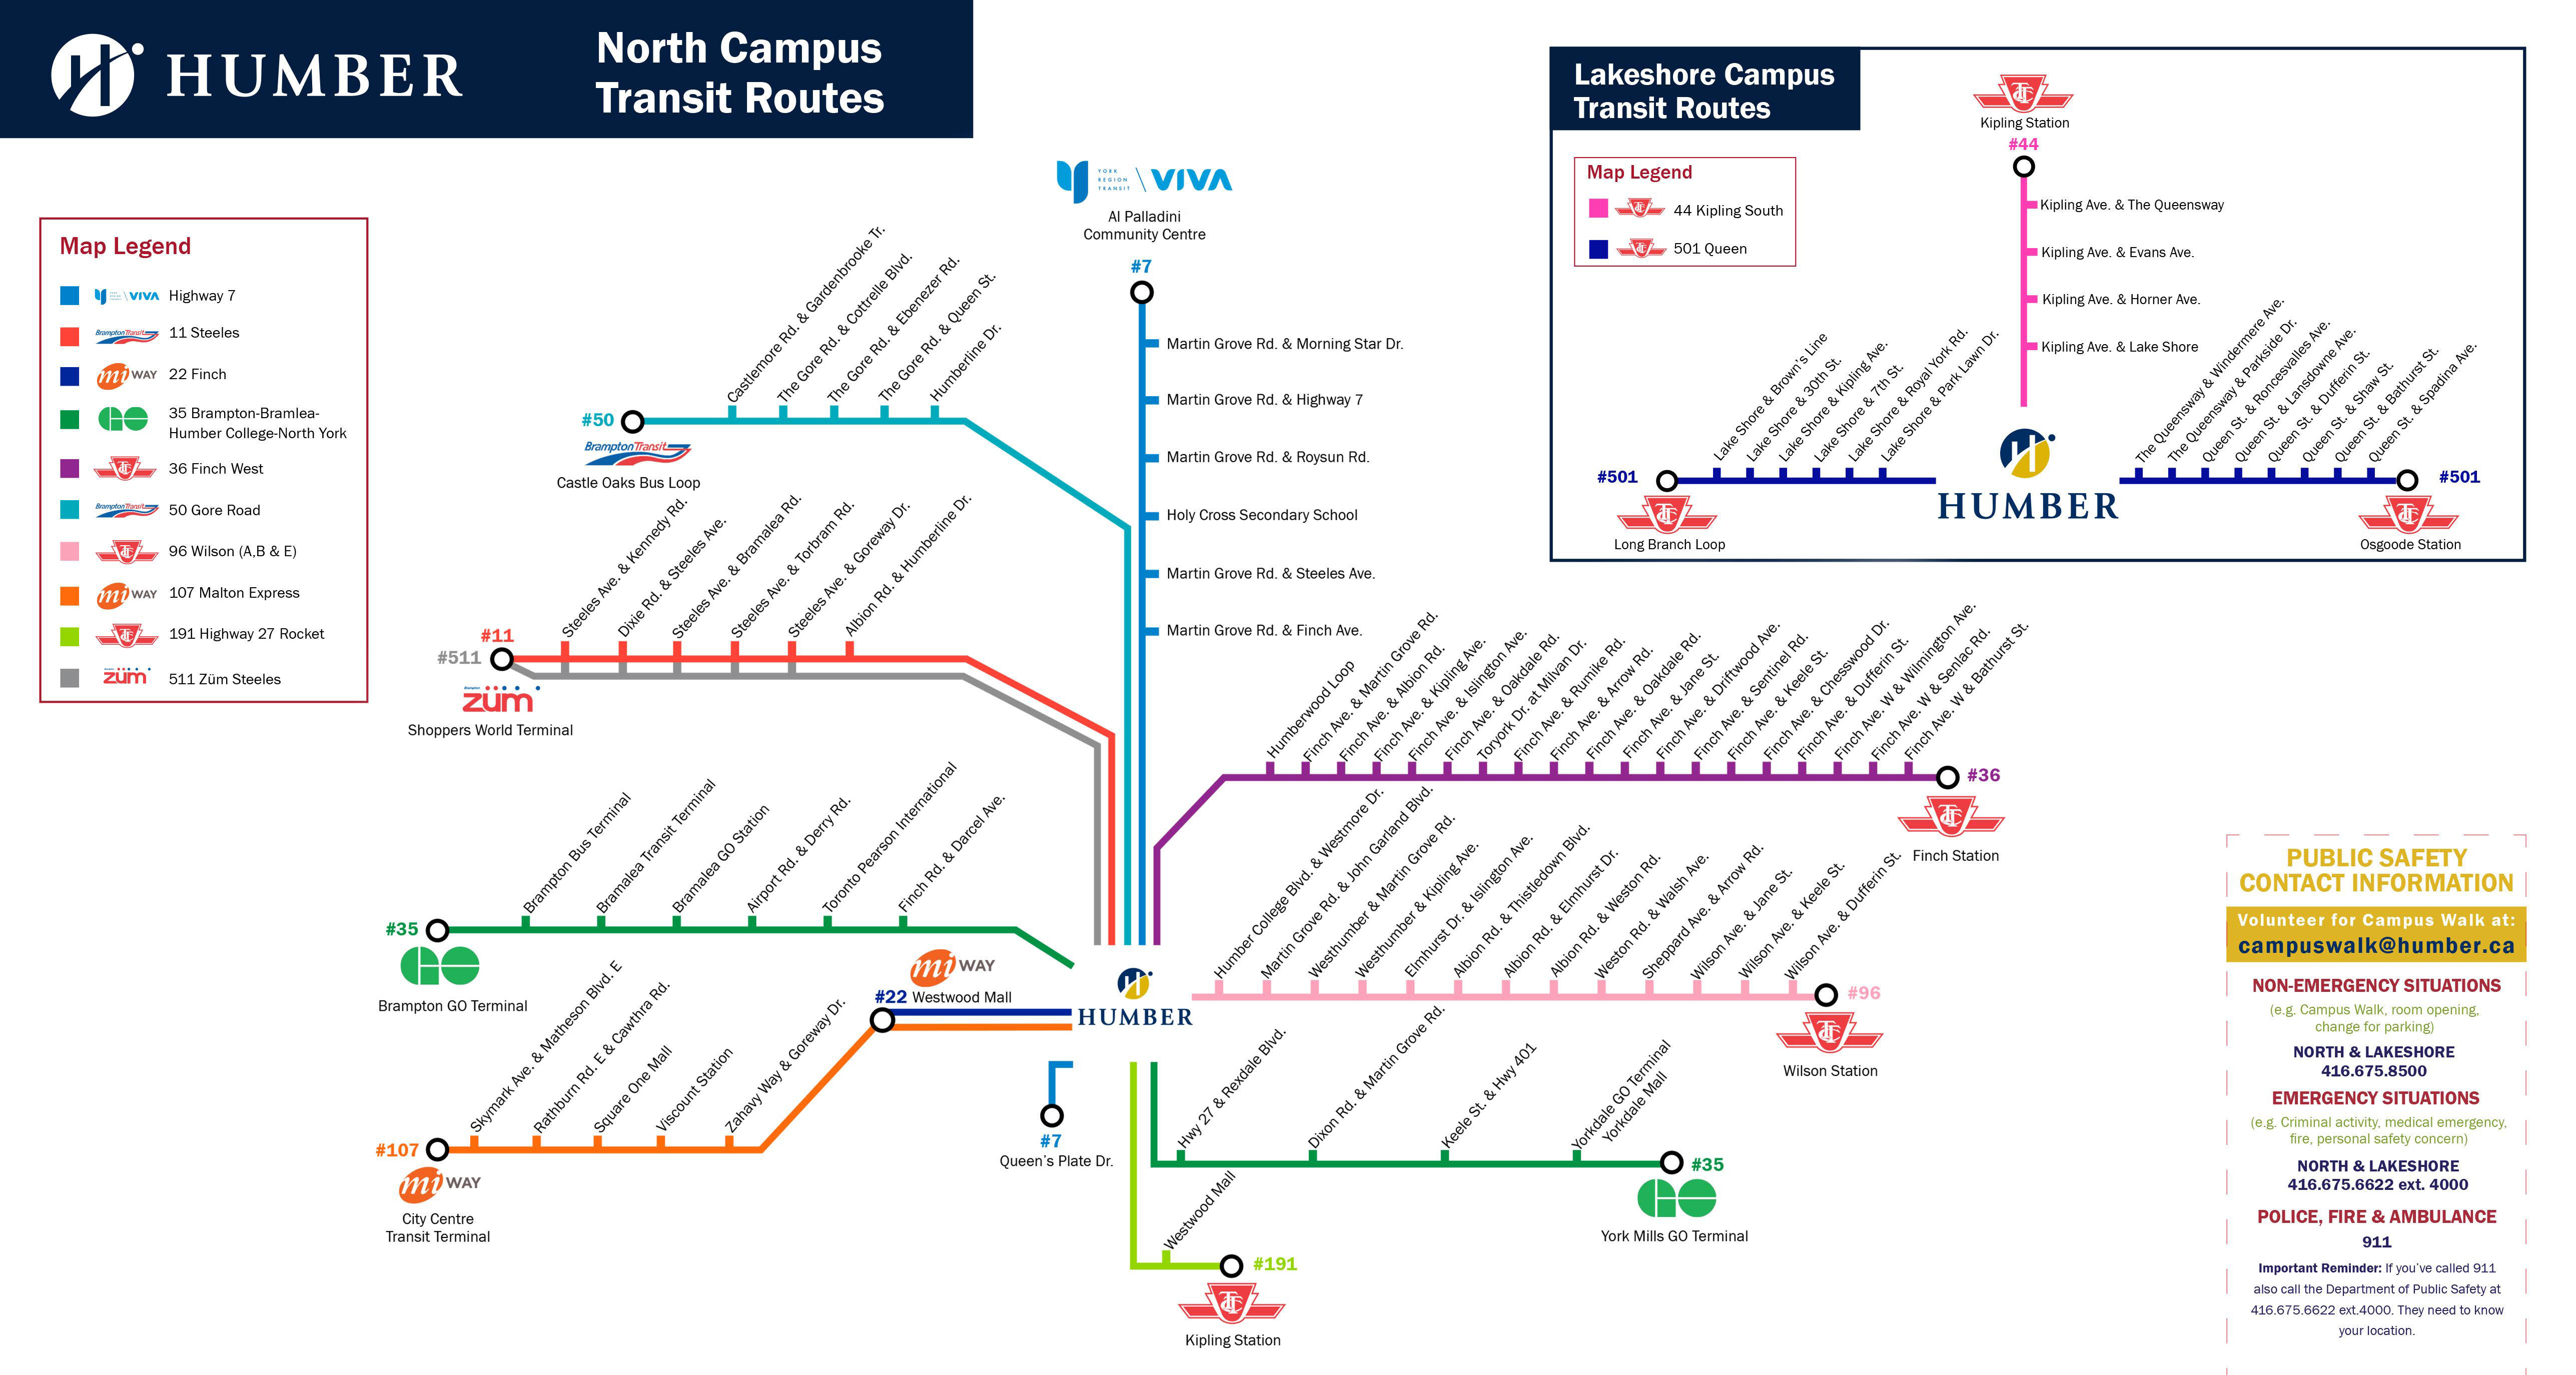 HUMBER
North Campus
Transit Routes
Map Legend
YORK REGION TRANSIT VIVA Highway 7
Brampton Transit 11 Steeles
mi WAY 22 Finch
GO 35 Brampton-Bramlea-
Humber College-North York
TTC 36 Finch West
Brampton Transit 50 Gore Road
TTC 96 Wilson (A,B & E)
mi WAY 107 Malton Express
TTC 191 Highway 27 Rocket
züm 511 Züm Steeles
YORK
REGION
TRANSIT
VIVA
Al Palladini
Community Centre
#7
Martin Grove Rd. & Morning Star Dr.
Martin Grove Rd. & Highway 7
Martin Grove Rd. & Roysun Rd.
Holy Cross Secondary School
Martin Grove Rd. & Steeles Ave.
Martin Grove Rd. & Finch Ave.
#50
Brampton Transit
Castle Oaks Bus Loop
Castlemore Rd. & Gardenbrooke Tr.
The Gore Rd. & Cottrelle Blvd.
The Gore Rd. & Ebenezer Rd.
The Gore Rd. & Queen St.
Humberline Dr.
#11
#511
Brampton
züm
Shoppers World Terminal
Steeles Ave. & Kennedy Rd.
Dixie Rd. & Steeles Ave.
Steeles Ave. & Bramalea Rd.
Steeles Ave. & Torbram Rd.
Steeles Ave. & Goreway Dr.
Albion Rd. & Humberline Dr.
#35
GO
Brampton GO Terminal
Brampton Bus Terminal
Bramalea Transit Terminal
Bramalea GO Station
Airport Rd. & Derry Rd.
Toronto Pearson International
Finch Rd. & Darcel Ave.
mi WAY
#22 Westwood Mall
#107
mi WAY
City Centre
Transit Terminal
Skymark Ave. & Matheson Blvd. E
Rathburn Rd. E & Cawthra Rd.
Square One Mall
Viscount Station
Zahavy Way & Goreway Dr.
HUMBER
#7
Queen's Plate Dr.
Humberwood Loop
Finch Ave. & Martin Grove Rd.
Finch Ave. & Albion Rd.
Finch Ave. & Kipling Ave.
Finch Ave. & Islington Ave.
Finch Ave. & Oakdale Rd.
Toryork Dr. at Milvan Dr.
Finch Ave. & Rumike Rd.
Finch Ave. & Arrow Rd.
Finch Ave. & Oakdale Rd.
Finch Ave. & Jane St.
Finch Ave. & Driftwood Ave.
Finch Ave. & Sentinel Rd.
Finch Ave. & Keele St.
Finch Ave. & Chesswood Dr.
Finch Ave. & Dufferin St.
Finch Ave. W & Wilmington Ave.
Finch Ave. W & Senlac Rd.
Finch Ave. W & Bathurst St.
#36
TTC
Finch Station
Humber College Blvd. & Westmore Dr.
Martin Grove Rd. & John Garland Blvd.
Westhumber & Martin Grove Rd.
Westhumber & Kipling Ave.
Elmhurst Dr. & Islington Ave.
Albion Rd. & Thistledown Blvd.
Albion Rd. & Elmhurst Dr.
Albion Rd. & Weston Rd.
Weston Rd. & Walsh Ave.
Sheppard Ave. & Arrow Rd.
Wilson Ave. & Jane St.
Wilson Ave. & Keele St.
Wilson Ave. & Dufferin St.
#96
TTC
Wilson Station
Hwy 27 & Rexdale Blvd.
Dixon Rd. & Martin Grove Rd.
Keele St. & Hwy 401
Yorkdale GO Terminal
Yorkdale Mall
#35
GO
York Mills GO Terminal
Westwood Mall
#191
TTC
Kipling Station
Lakeshore Campus
Transit Routes
Map Legend
TTC 44 Kipling South
TTC 501 Queen
TTC
Kipling Station
#44
Kipling Ave. & The Queensway
Kipling Ave. & Evans Ave.
Kipling Ave. & Horner Ave.
Kipling Ave. & Lake Shore
#501
TTC
Long Branch Loop
Lake Shore & Brown's Line
Lake Shore & 30th St.
Lake Shore & Kipling Ave.
Lake Shore & 7th St.
Lake Shore & Royal York Rd.
Lake Shore & Park Lawn Dr.
HUMBER
The Queensway & Windermere Ave.
The Queensway & Parkside Dr.
Queen St. & Roncesvalles Ave.
Queen St. & Lansdowne Ave.
Queen St. & Dufferin St.
Queen St. & Shaw St.
Queen St. & Bathurst St.
Queen St. & Spadina Ave.
#501
TTC
Osgoode Station
PUBLIC SAFETY
CONTACT INFORMATION
Volunteer for Campus Walk at:
campuswalk@humber.ca
NON-EMERGENCY SITUATIONS
(e.g. Campus Walk, room opening,
change for parking)
NORTH & LAKESHORE
416.675.8500
EMERGENCY SITUATIONS
(e.g. Criminal activity, medical emergency,
fire, personal safety concern)
NORTH & LAKESHORE
416.675.6622 ext. 4000
POLICE, FIRE & AMBULANCE
911
Important Reminder: If you've called 911
also call the Department of Public Safety at
416.675.6622 ext.4000. They need to know
your location.